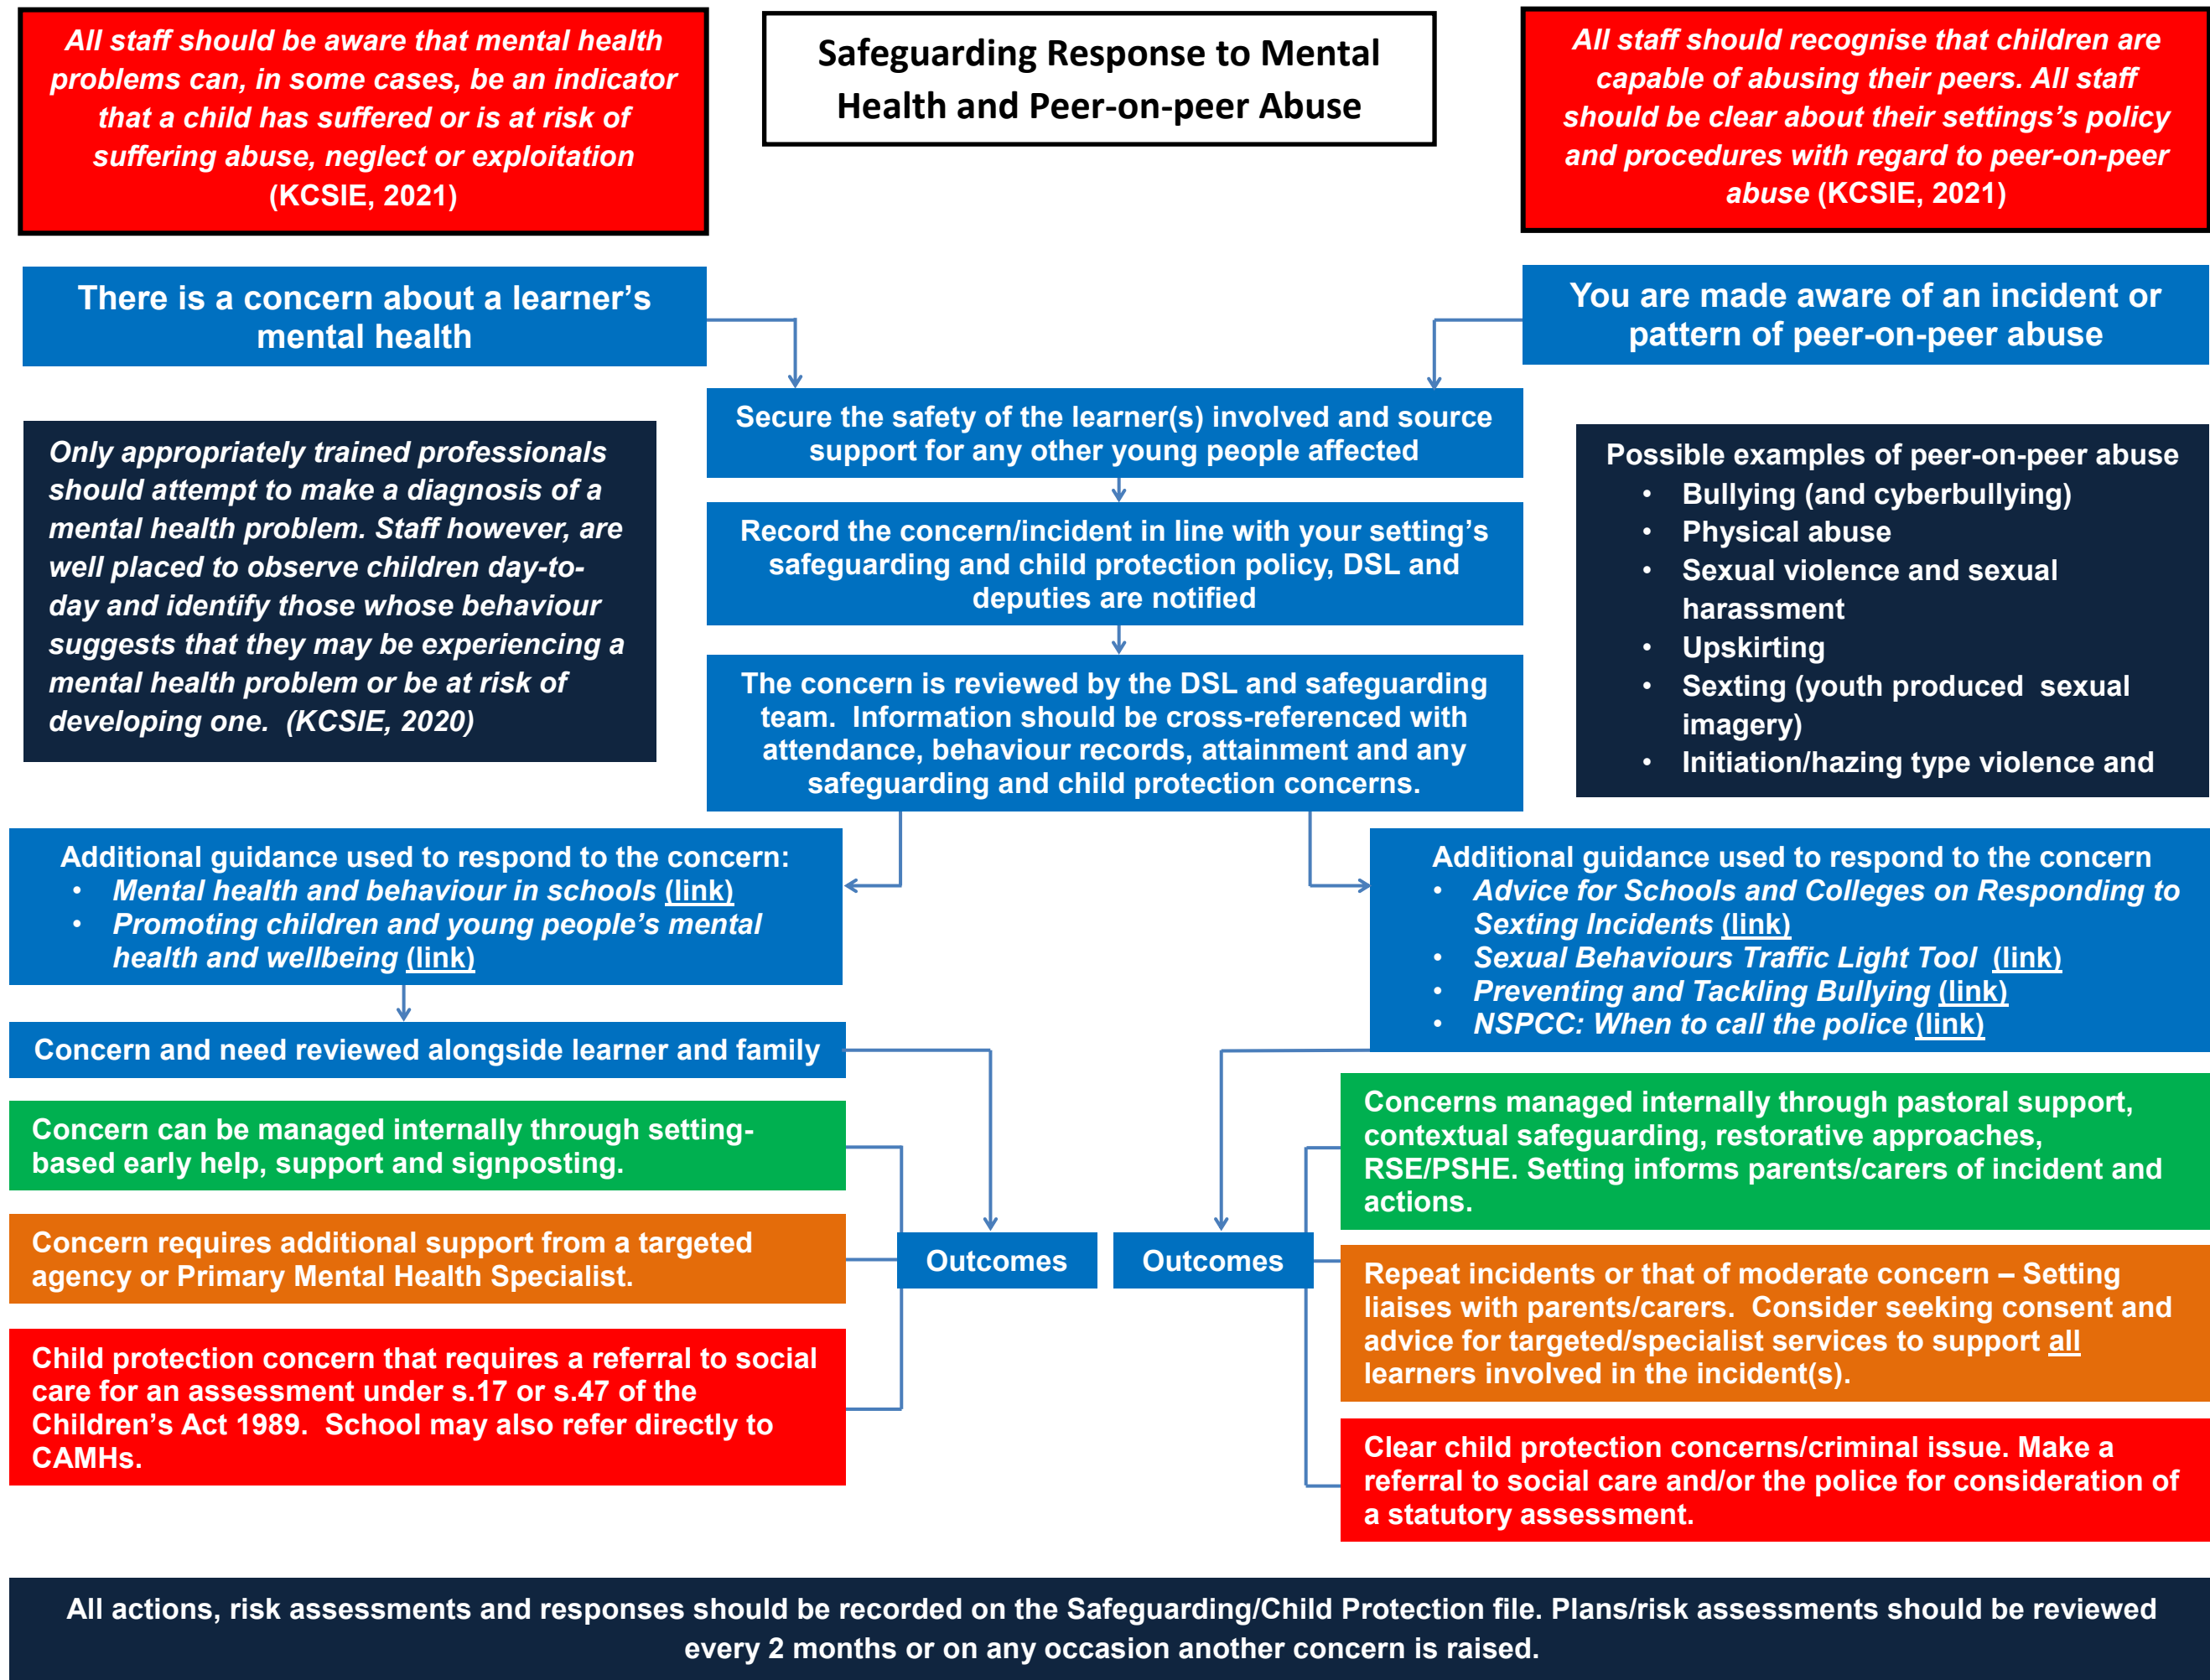 All staff should be aware that mental health
problems can, in some cases, be an indicator
that a child has suffered or is at risk of
suffering abuse, neglect or exploitation
(KCSIE, 2021)
Safeguarding Response to Mental
Health and Peer-on-peer Abuse
All staff should recognise that children are
capable of abusing their peers. All staff
should be clear about their settings's policy
and procedures with regard to peer-on-peer
abuse (KCSIE, 2021)
There is a concern about a learner’s
mental health
You are made aware of an incident or
pattern of peer-on-peer abuse
Secure the safety of the learner(s) involved and source
support for any other young people affected
Only appropriately trained professionals
should attempt to make a diagnosis of a
mental health problem. Staff however, are
well placed to observe children day-to-
day and identify those whose behaviour
suggests that they may be experiencing a
mental health problem or be at risk of
developing one.  (KCSIE, 2020)
Record the concern/incident in line with your setting’s
safeguarding and child protection policy, DSL and
deputies are notified
The concern is reviewed by the DSL and safeguarding
team.  Information should be cross-referenced with
attendance, behaviour records, attainment and any
safeguarding and child protection concerns.
Possible examples of peer-on-peer abuse
• Bullying (and cyberbullying)
• Physical abuse
• Sexual violence and sexual
harassment
• Upskirting
• Sexting (youth produced  sexual
imagery)
• Initiation/hazing type violence and
Additional guidance used to respond to the concern:
• Mental health and behaviour in schools (link)
• Promoting children and young people’s mental
health and wellbeing (link)
Additional guidance used to respond to the concern
• Advice for Schools and Colleges on Responding to
Sexting Incidents (link)
• Sexual Behaviours Traffic Light Tool  (link)
• Preventing and Tackling Bullying (link)
• NSPCC: When to call the police (link)
Concern and need reviewed alongside learner and family
Concern can be managed internally through setting-
based early help, support and signposting.
Concern requires additional support from a targeted
agency or Primary Mental Health Specialist.
Child protection concern that requires a referral to social
care for an assessment under s.17 or s.47 of the
Children’s Act 1989.  School may also refer directly to
CAMHs.
Outcomes
Outcomes
Concerns managed internally through pastoral support,
contextual safeguarding, restorative approaches,
RSE/PSHE. Setting informs parents/carers of incident and
actions.
Repeat incidents or that of moderate concern – Setting
liaises with parents/carers.  Consider seeking consent and
advice for targeted/specialist services to support all
learners involved in the incident(s).
Clear child protection concerns/criminal issue. Make a
referral to social care and/or the police for consideration of
a statutory assessment.
All actions, risk assessments and responses should be recorded on the Safeguarding/Child Protection file. Plans/risk assessments should be reviewed
every 2 months or on any occasion another concern is raised.